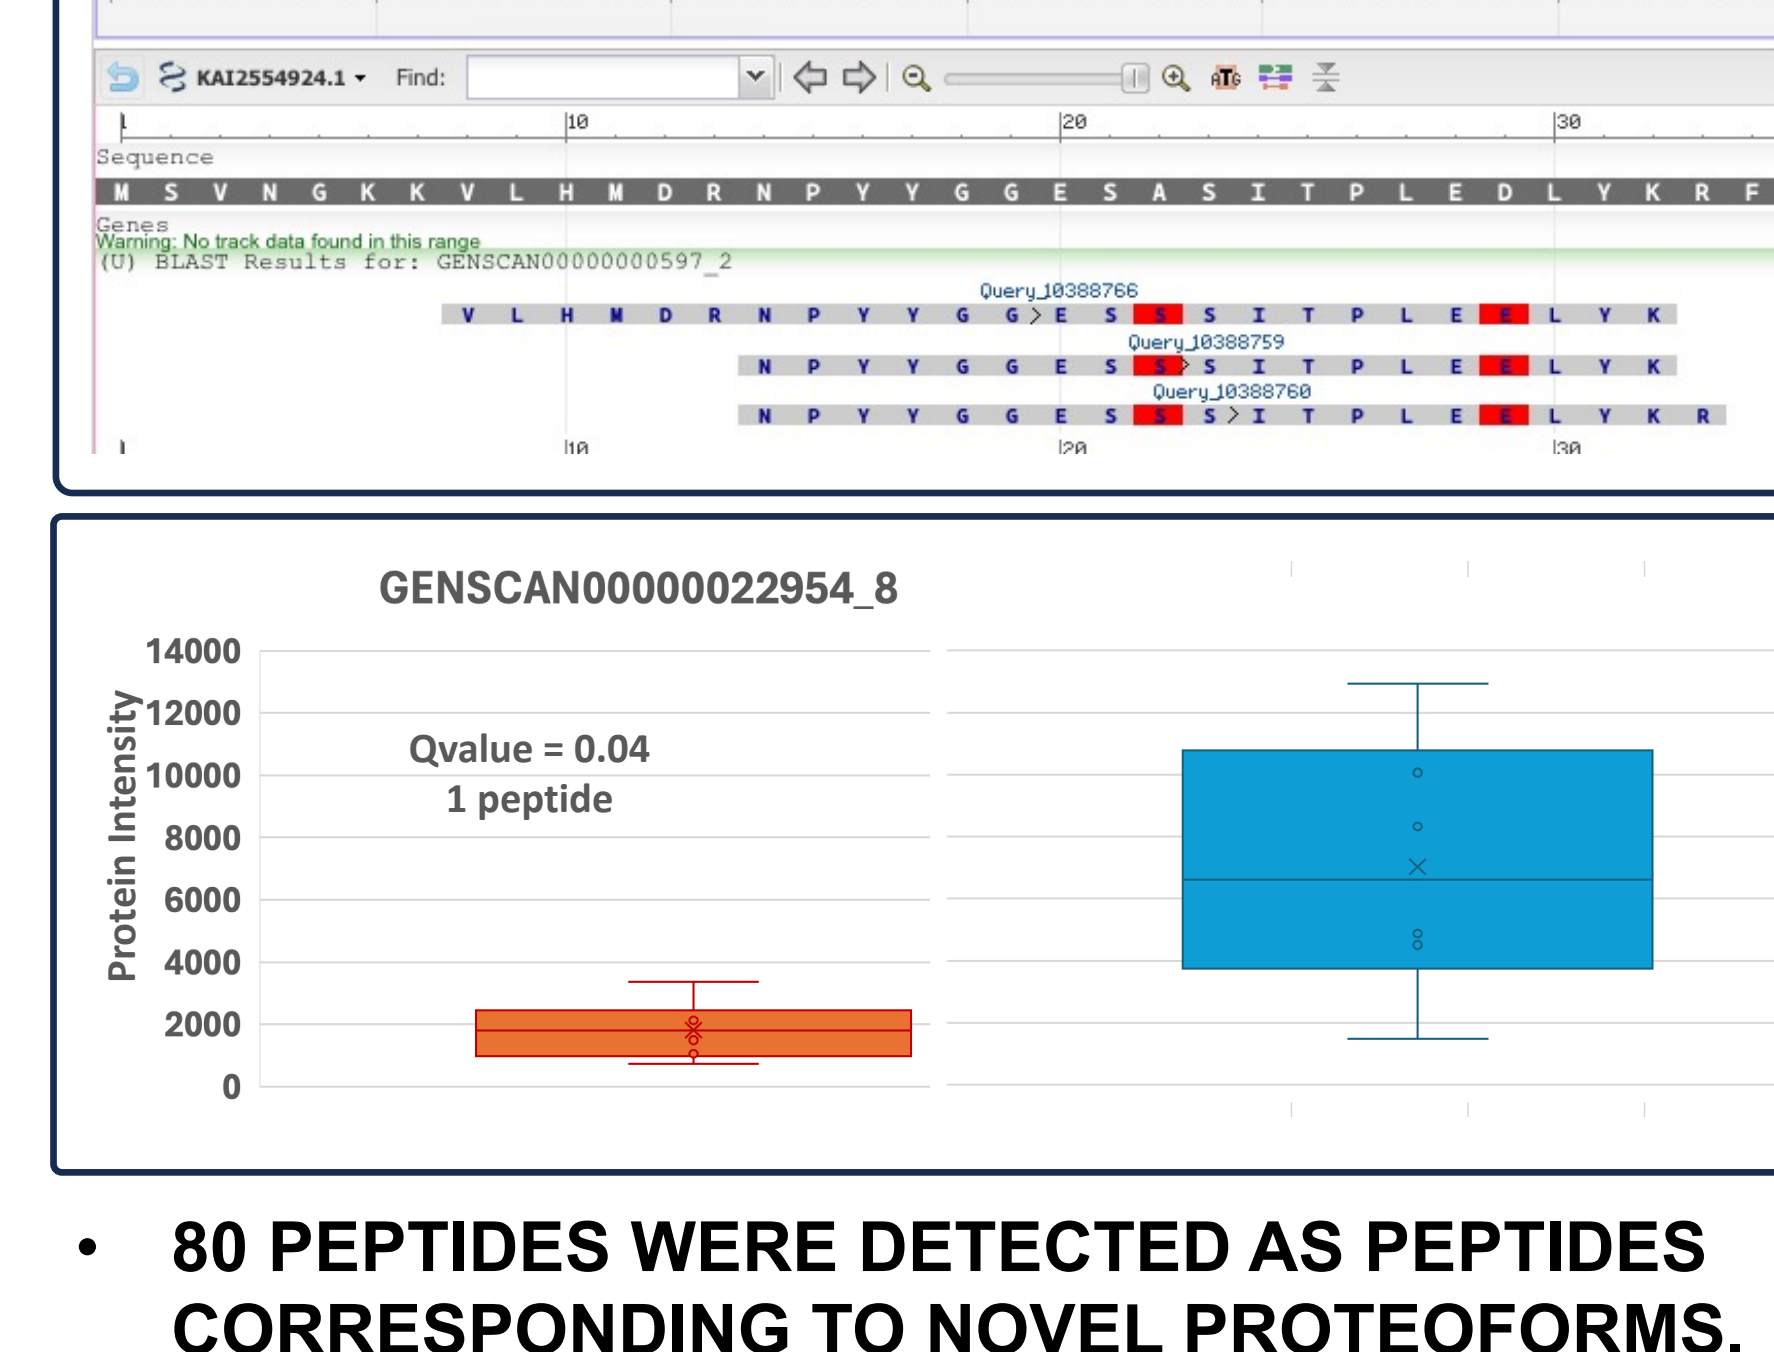 KAI2554924.1 Find:
1 10 20 30
Sequence
M S V N G K K V L H M D R N P Y Y G G E S A S I T P L E D L Y K R F
Genes
Warning: No track data found in this range
(U) BLAST Results for: GENSCAN00000000597_2
Query_10388766
V L H M D R N P Y Y G G E S S S I T P L E E L Y K
Query_10388759
N P Y Y G G E S S S I T P L E E L Y K
Query_10388760
N P Y Y G G E S S S I T P L E E L Y K R
1 10 20 30
GENSCAN00000022954_8
14000
12000
10000
8000
6000
4000
2000
0
Protein Intensity
Qvalue = 0.04
1 peptide
• 80 PEPTIDES WERE DETECTED AS PEPTIDES
CORRESPONDING TO NOVEL PROTEOFORMS.